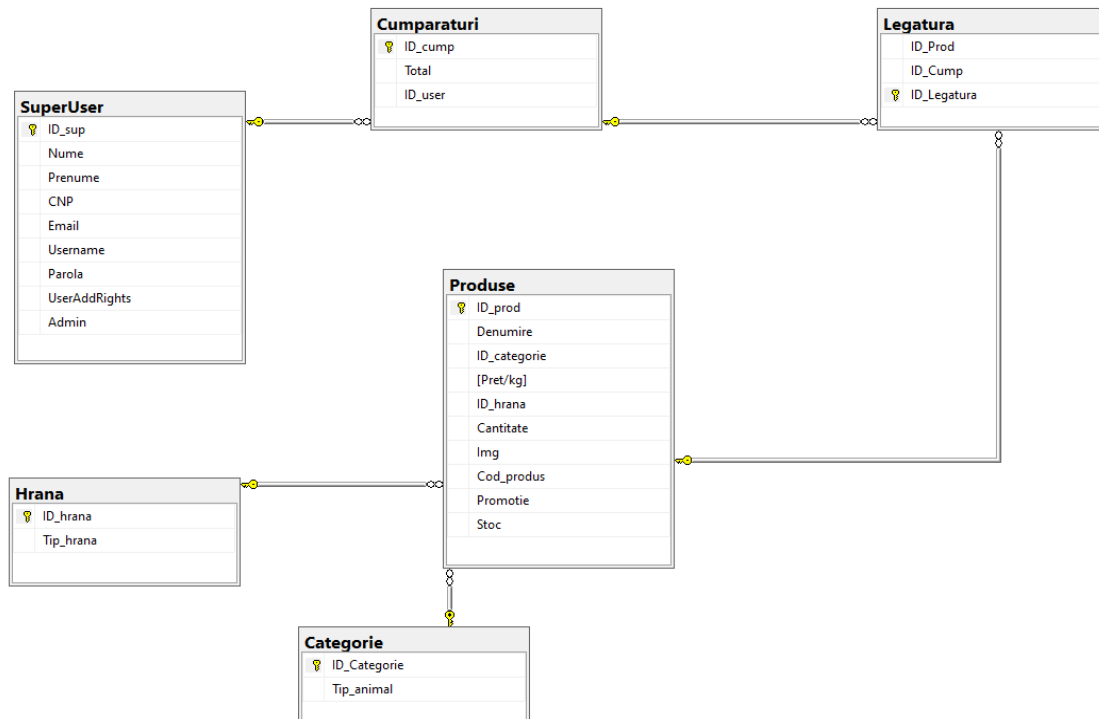 Cumparaturi
ID_cump
Total
ID_user
Legatura
ID_Prod
ID_Cump
ID_Legatura
SuperUser
ID_sup
Nume
Prenume
CNP
Email
Username
Parola
UserAddRights
Admin
Produse
ID_prod
Denumire
ID_categorie
[Pret/kg]
ID_hrana
Cantitate
Img
Cod_produs
Promotie
Stoc
Hrana
ID_hrana
Tip_hrana
Categorie
ID_Categorie
Tip_animal